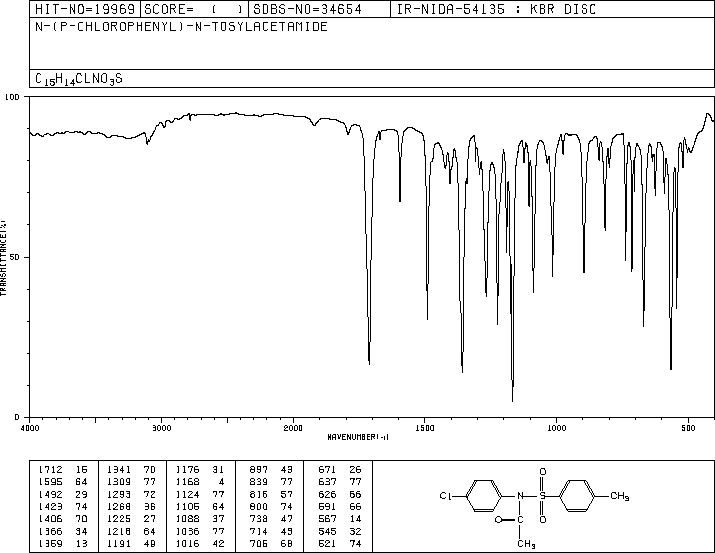 HIT-NO=19969 SCORE= ( ) SDBS-NO=34654 IR-NIDA-54135 : KBR DISC
N-(P-CHLOROPHENYL)-N-TOSYLACETAMIDE
C15H14CLNO3S
100
50
0
TRANSMITTANCE(%)
4000 3000 2000 1500 1000 500
WAVENUMBER(-1)
1712 16 1341 70 1176 31 897 43 671 26
1595 64 1309 77 1168 4 839 77 637 77
1492 29 1293 72 1124 77 816 57 626 66
1423 74 1268 36 1105 64 800 74 591 66
1406 70 1225 27 1088 37 738 47 567 14
1366 34 1218 64 1036 77 714 43 545 32
1359 13 1191 49 1016 42 706 68 521 74
Cl N S O O CH3
O C
CH3